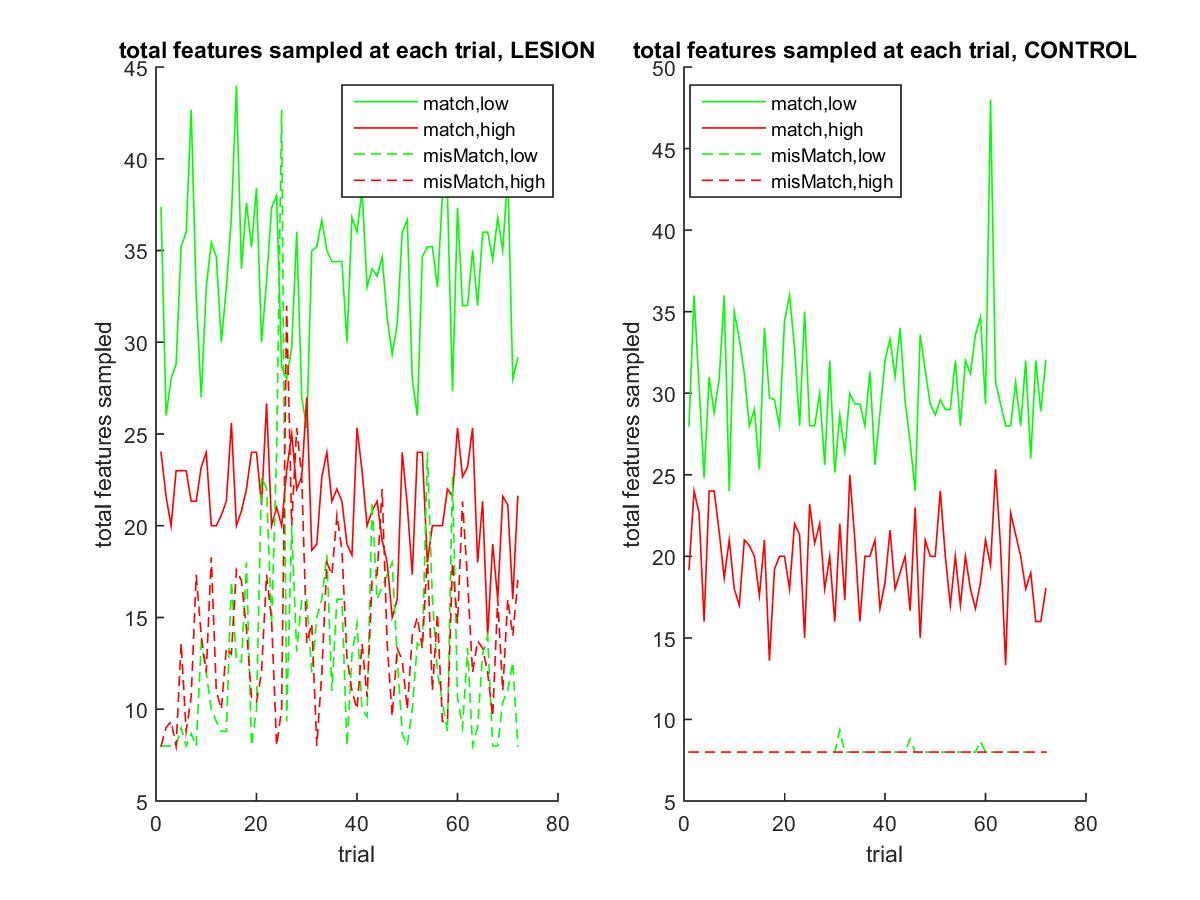 total features sampled at each trial, LESION
45
40
35
30
25
20
15
10
5
total features sampled
match,low
match,high
misMatch,low
misMatch,high
0
20
40
60
80
trial
total features sampled at each trial, CONTROL
50
45
40
35
30
25
20
15
10
5
total features sampled
match,low
match,high
misMatch,low
misMatch,high
0
20
40
60
80
trial